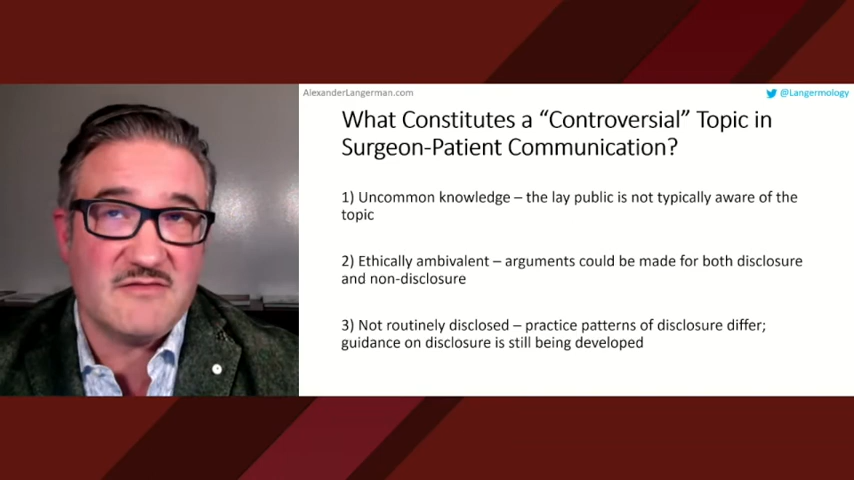 AlexanderLangerman.com
@Langermology
What Constitutes a “Controversial” Topic in
Surgeon-Patient Communication?
1) Uncommon knowledge – the lay public is not typically aware of the
topic
2) Ethically ambivalent – arguments could be made for both disclosure
and non-disclosure
3) Not routinely disclosed – practice patterns of disclosure differ;
guidance on disclosure is still being developed